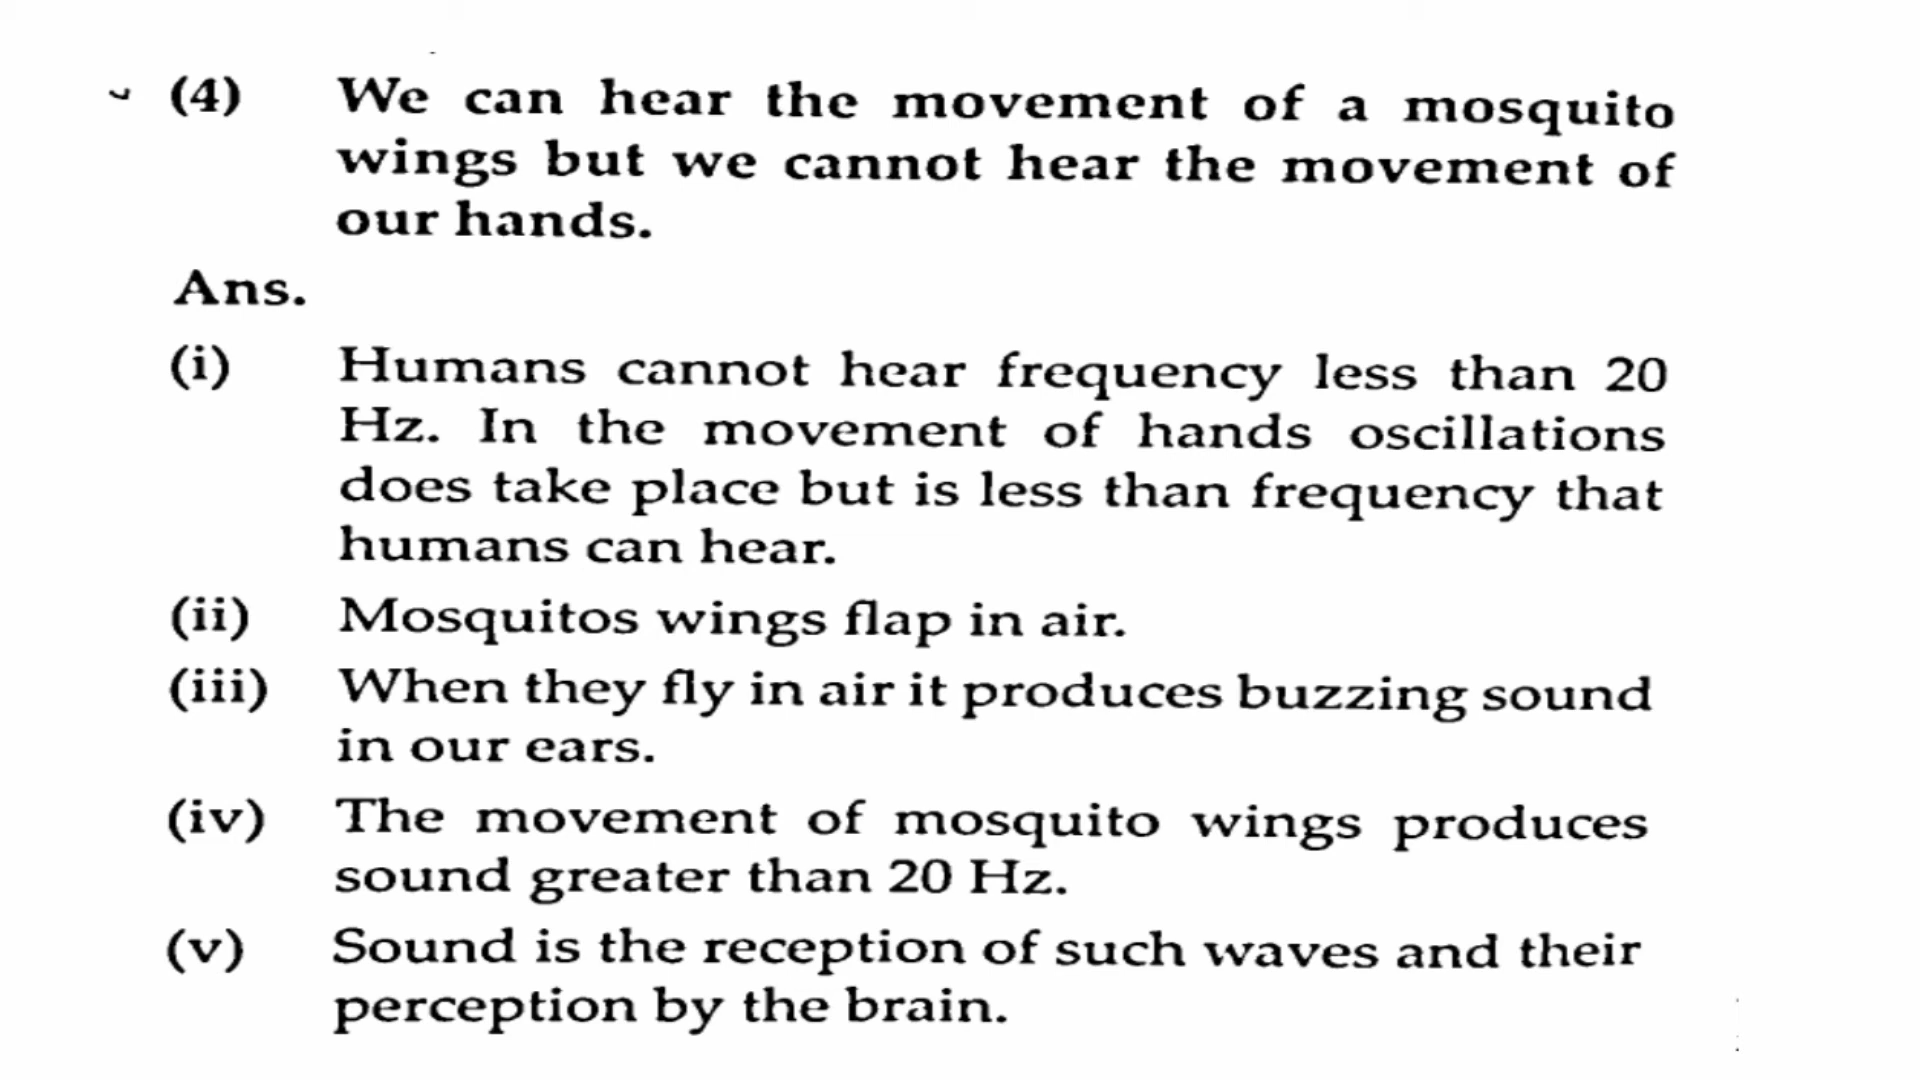 (4) We can hear the movement of a mosquito
wings but we cannot hear the movement of
our hands.
Ans.
(i) Humans cannot hear frequency less than 20
Hz. In the movement of hands oscillations
does take place but is less than frequency that
humans can hear.
(ii) Mosquitos wings flap in air.
(iii) When they fly in air it produces buzzing sound
in our ears.
(iv) The movement of mosquito wings produces
sound greater than 20 Hz.
(v) Sound is the reception of such waves and their
perception by the brain.